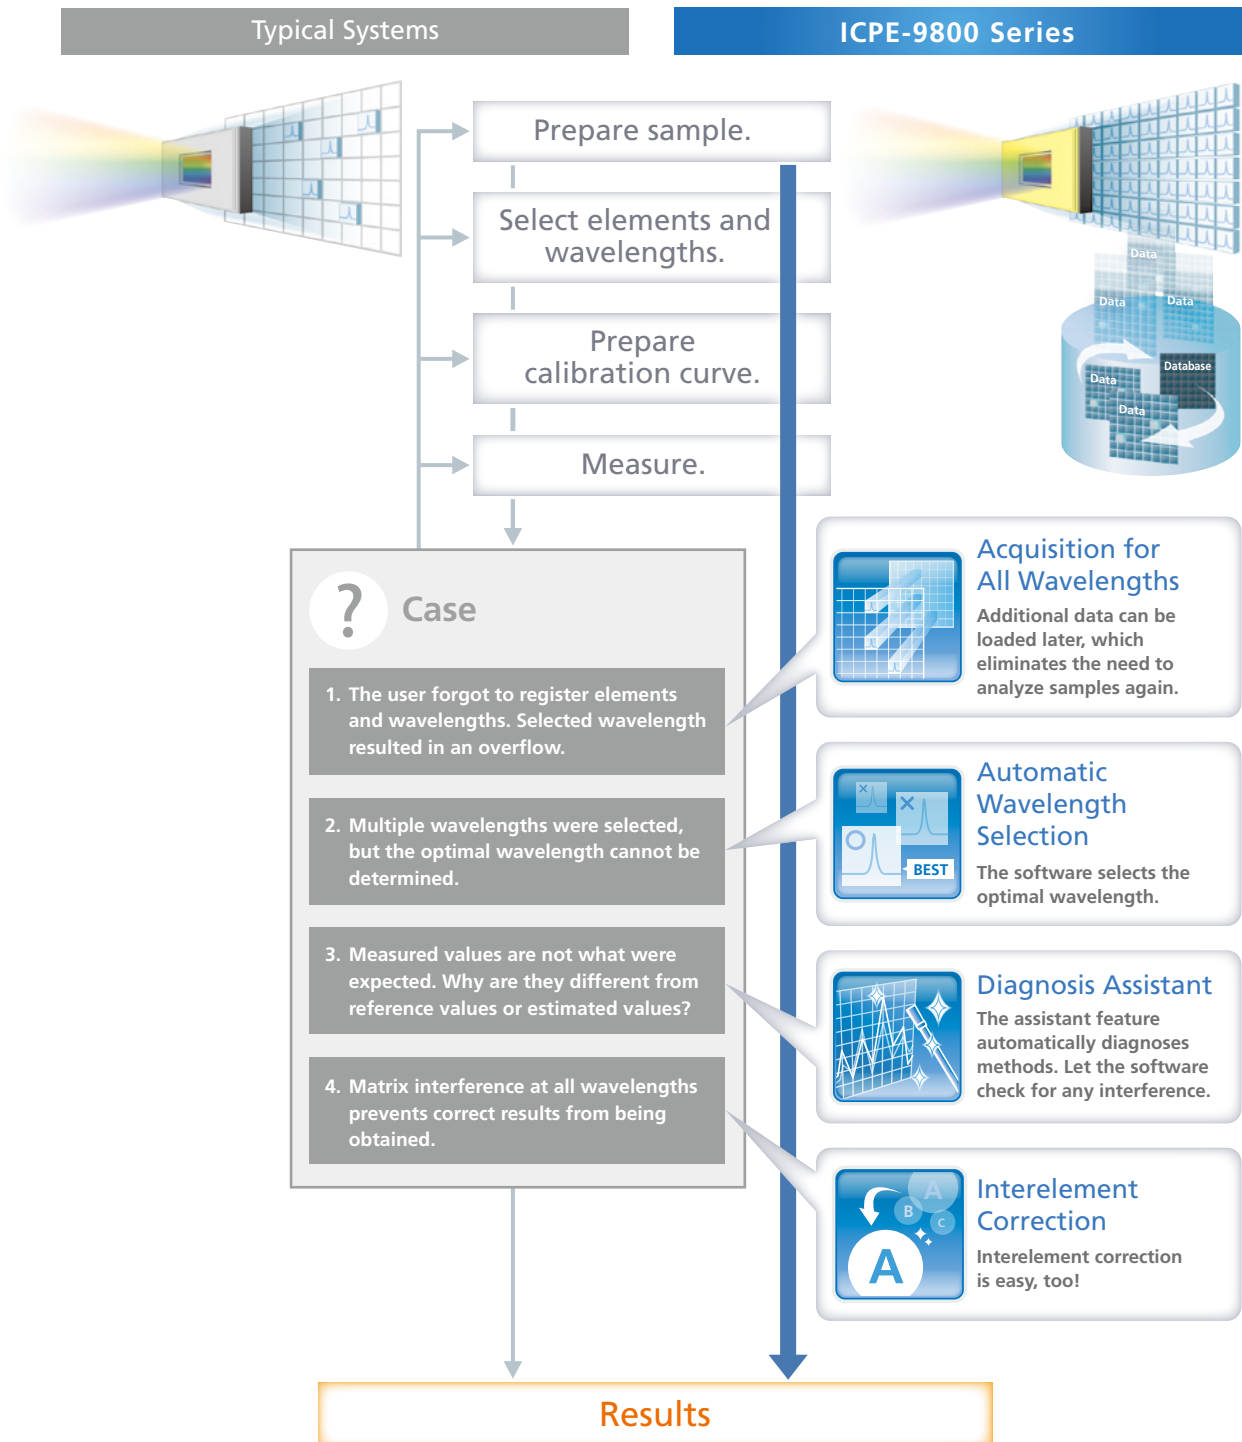 Typical Systems
ICPE-9800 Series
Prepare sample.
Select elements and
wavelengths.
Prepare
calibration curve.
Measure.
Data
Data
Data
Database
Data
Data
?
Case
1. The user forgot to register elements
and wavelengths. Selected wavelength
resulted in an overflow.
2. Multiple wavelengths were selected,
but the optimal wavelength cannot be
determined.
3. Measured values are not what were
expected. Why are they different from
reference values or estimated values?
4. Matrix interference at all wavelengths
prevents correct results from being
obtained.
Acquisition for
All Wavelengths
Additional data can be
loaded later, which
eliminates the need to
analyze samples again.
BEST
Automatic
Wavelength
Selection
The software selects the
optimal wavelength.
Diagnosis Assistant
The assistant feature
automatically diagnoses
methods. Let the software
check for any interference.
A
B
C
A
Interelement
Correction
Interelement correction
is easy, too!
Results